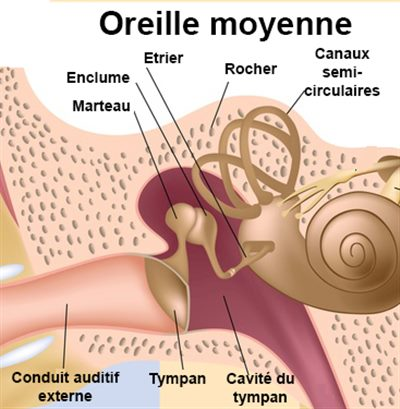 Oreille moyenne
Etrier
Enclume
Marteau
Rocher
Canaux
semi-
circulaires
Conduit auditif
externe
Tympan
Cavité du
tympan